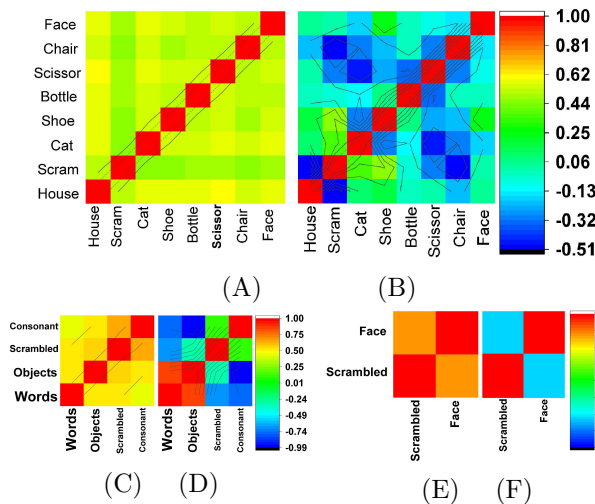 Face
Chair
Scissor
Bottle
Shoe
Cat
Scram
House
House
Scram
Cat
Shoe
Bottle
Scissor
Chair
Face
House
Scram
Cat
Shoe
Bottle
Scissor
Chair
Face
1.00
0.82
0.63
0.44
0.25
0.06
-0.13
-0.32
-0.51
(A)
(B)
Consonant
Scrambled
Objects
Words
Words
Objects
Scrambled
Consonant
Words
Objects
Scrambled
Consonant
1.00
0.75
0.50
0.25
0.01
-0.24
-0.49
-0.74
-0.99
(C)
(D)
Face
Scrambled
Scrambled
Face
Scrambled
Face
(E)
(F)